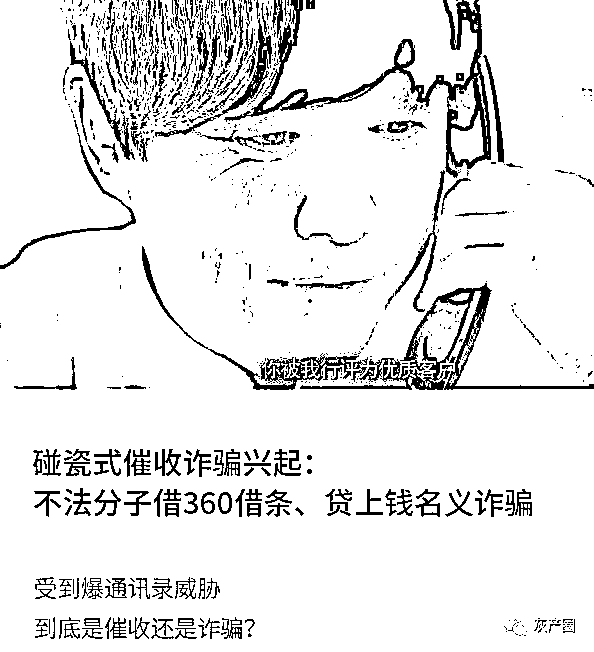 你被我行评为优质客户
碰瓷式催收诈骗兴起：
不法分子借360借条、贷上钱名义诈骗
受到爆通讯录威胁
到底是催收还是诈骗？
灰产圈